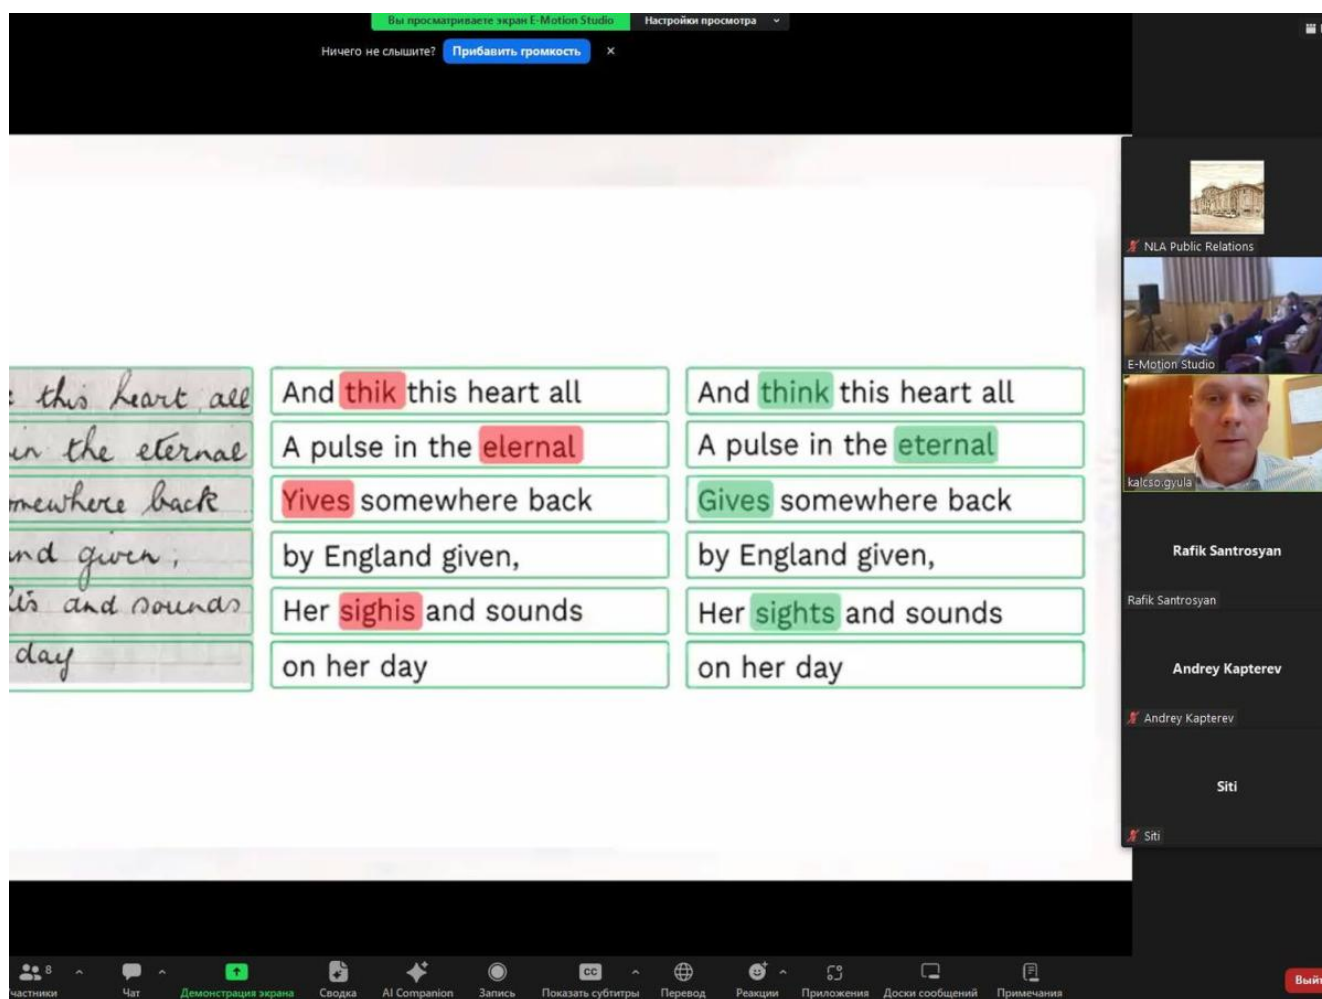 Вы просматриваете экран E-Motion Studio Настройки просмотра
Ничего не слышите? Прибавить громкость
NLA Public Relations
E-Motion Studio
kalcso.gyula
Rafik Santrosyan
Rafik Santrosyan
Andrey Kapterev
Andrey Kapterev
Siti
Siti
this heart all
in the eternal
mewhere back
nd given,
and sounds
day
And thik this heart all
A pulse in the elernal
Yives somewhere back
by England given,
Her sighis and sounds
on her day
And think this heart all
A pulse in the eternal
Gives somewhere back
by England given,
Her sights and sounds
on her day
8
частники Чат Демонстрация экрана Сводка AI Companion Запись CC Показать субтитры Перевод Реакции Приложения Доски сообщений Примечания Выйт